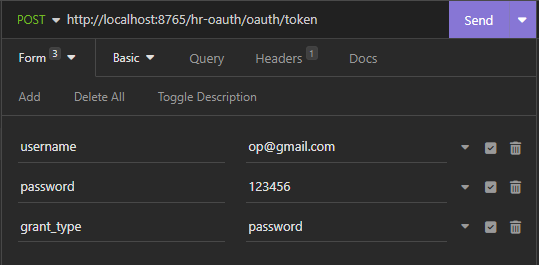 POST http://localhost:8765/hr-oauth/oauth/token Send
Form 3 Basic Query Headers 1 Docs
Add Delete All Toggle Description
username op@gmail.com
password 123456
grant_type password